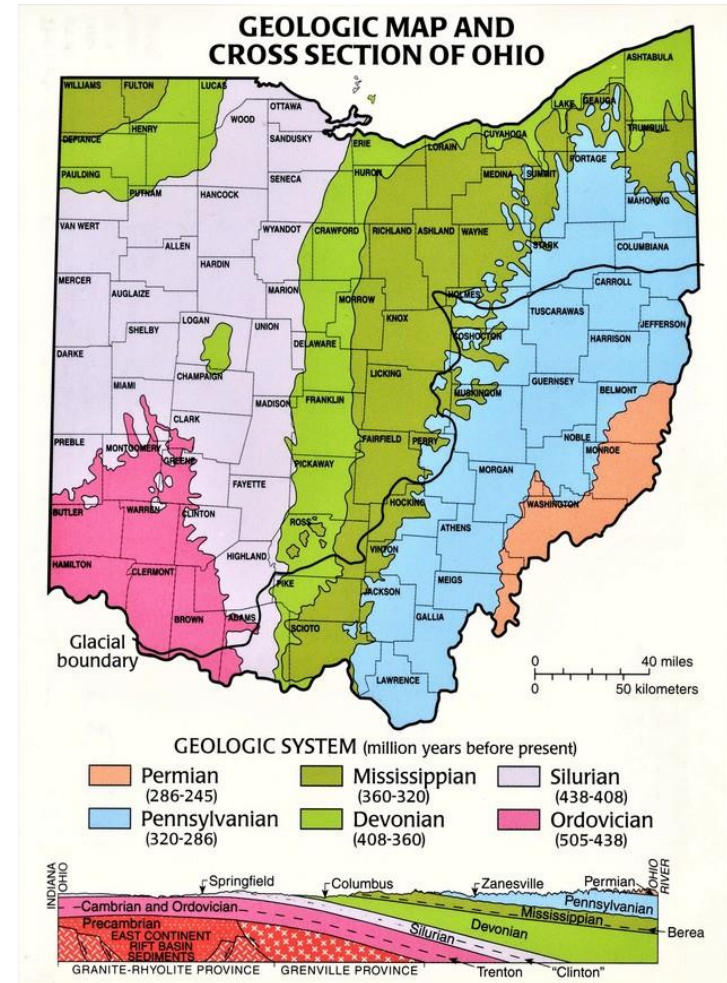 GEOLOGIC MAP AND
CROSS SECTION OF OHIO
WILLIAMS
FULTON
LUCAS
OTTAWA
WOOD
ASHTABULA
LAKE
GEAUGA
DEFIANCE
HENRY
SANDUSKY
ERIE
LORAIN
CUYAHOGA
TRUMBULL
PAULDING
PUTNAM
HANCOCK
SENECA
HURON
MEDINA
SUMMIT
PORTAGE
MAHONING
VAN WERT
ALLEN
WYANDOT
CRAWFORD
RICHLAND
ASHLAND
WAYNE
STARK
COLUMBIANA
MERCER
AUGLAIZE
HARDIN
MARION
MORROW
HOLMES
CARROLL
TUSCARAWAS
JEFFERSON
SHELBY
LOGAN
UNION
DELAWARE
KNOX
COSHOCTON
HARRISON
DARKE
MIAMI
CHAMPAIGN
MADISON
FRANKLIN
LICKING
MUSKINGUM
GUERNSEY
BELMONT
CLARK
PREBLE
MONTGOMERY
GREENE
FAYETTE
PICKAWAY
FAIRFIELD
PERRY
MORGAN
NOBLE
MONROE
BUTLER
WARREN
CLINTON
ROSS
HOCKING
ATHENS
WASHINGTON
HAMILTON
CLERMONT
HIGHLAND
PIKE
VINTON
JACKSON
MEIGS
BROWN
ADAMS
SCIOTO
GALLIA
LAWRENCE
Glacial
boundary
0 40 miles
0 50 kilometers
GEOLOGIC SYSTEM (million years before present)
Permian Mississippian Silurian
(286-245) (360-320) (438-408)
Pennsylvanian Devonian Ordovician
(320-286) (408-360) (505-438)
INDIANA
OHIO
Springfield Columbus Zanesville Permian
OHIO
RIVER
Cambrian and Ordovician
Pennsylvanian
Mississippian
Precambrian
EAST CONTINENT
RIFT BASIN
SEDIMENTS
Silurian
Devonian
Berea
GRANITE-RHYOLITE PROVINCE GRENVILLE PROVINCE Trenton "Clinton"